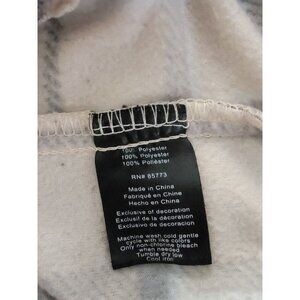 100% Polyester
100% Polyester
100% Poliéster
RN# 85773
Made in China
Fabriqué en China
Hecho en China
Exclusive of decoration
Exclusif de la décoration
Exclusivo de decoración
Machine wash cold gentle
cycle with like colors
Only non-chlorine bleach
when needed
Tumble dry low
Cool iron